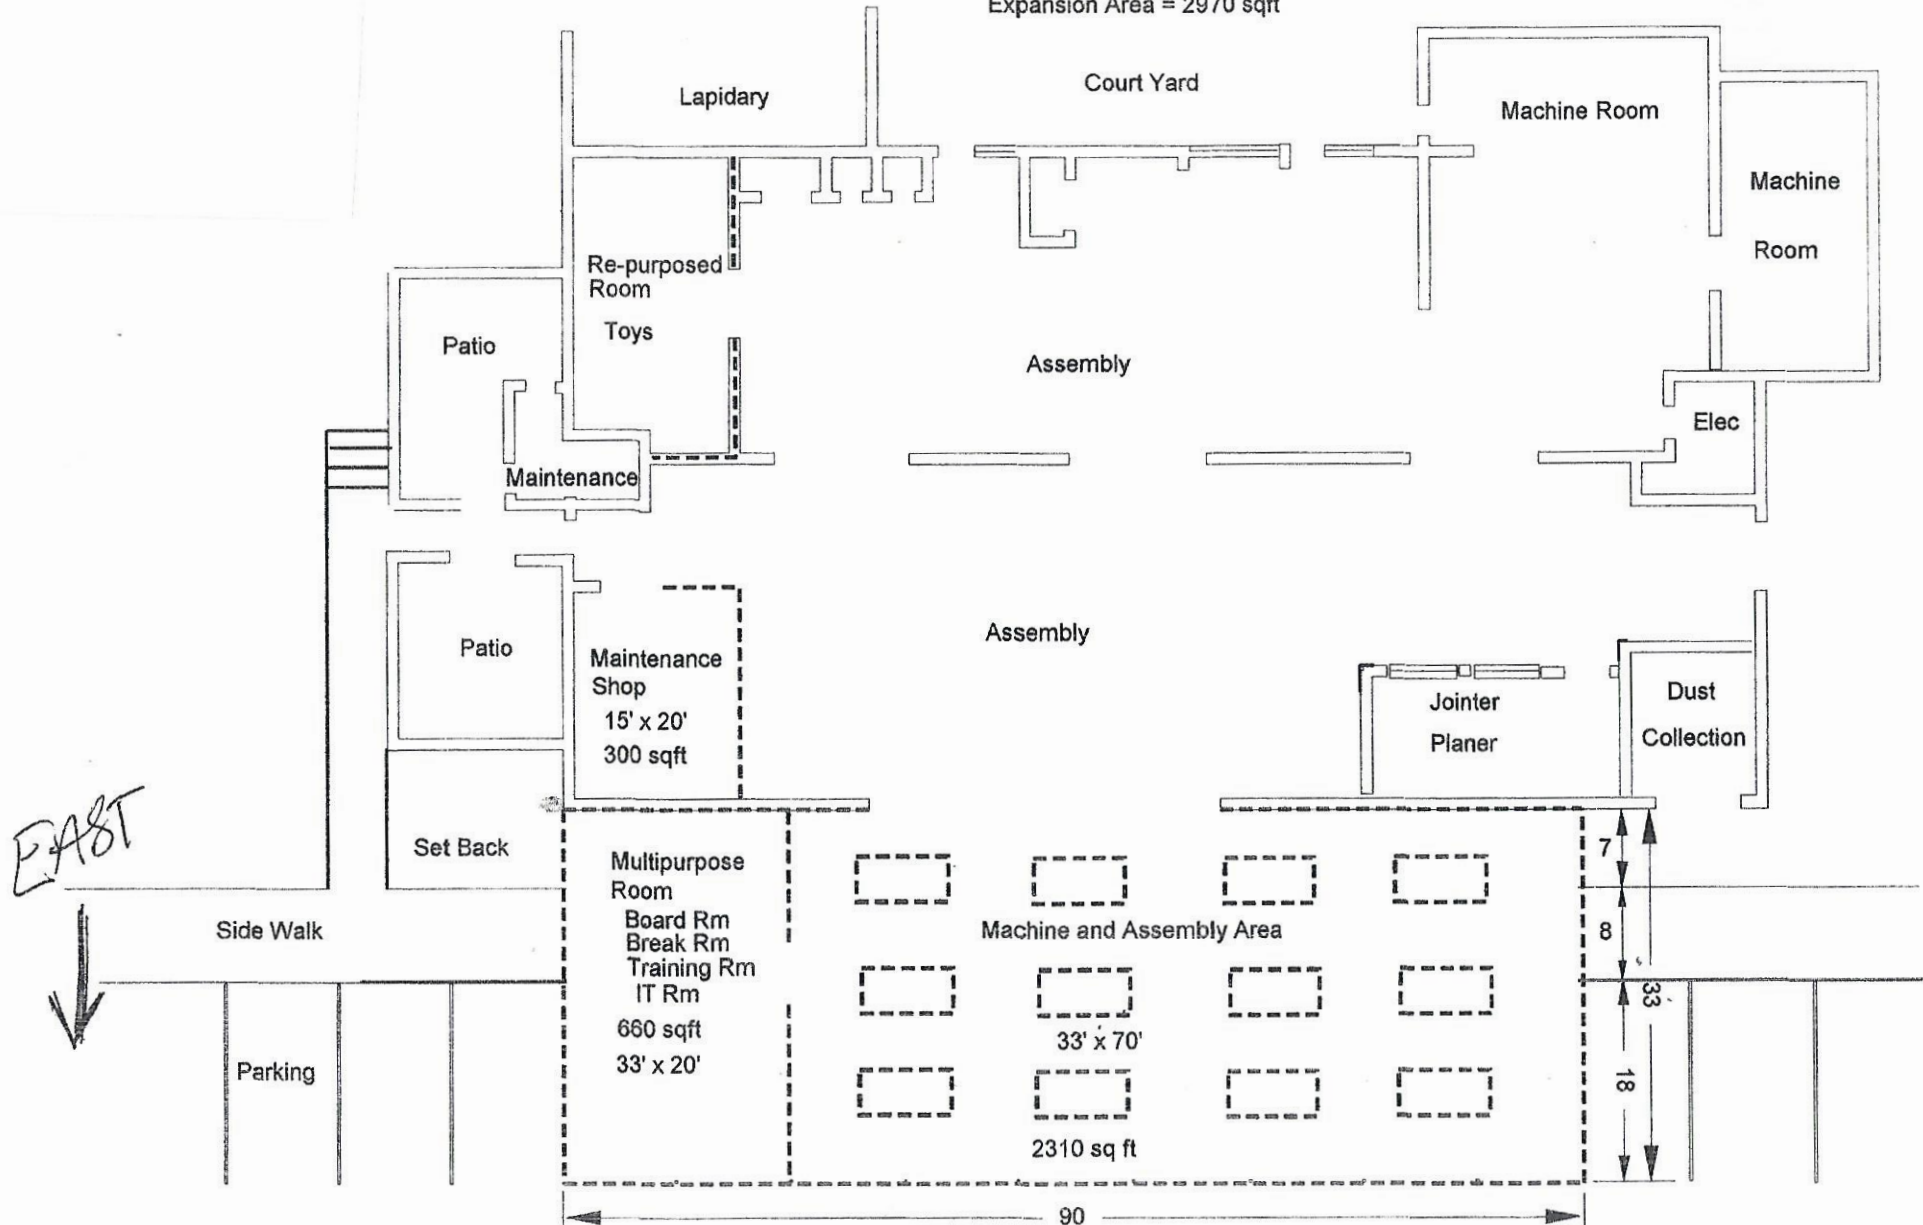 Expansion Area = 2970 sqft
Lapidary
Court Yard
Machine Room
Machine
Room
Re-purposed
Room
Toys
Patio
Assembly
Elec
Maintenance
Patio
Maintenance
Shop
15' x 20'
300 sqft
Assembly
Jointer
Planer
Dust
Collection
EAST
Set Back
Side Walk
Parking
Multipurpose
Room
Board Rm
Break Rm
Training Rm
IT Rm
660 sqft
33' x 20'
Machine and Assembly Area
33' x 70'
2310 sq ft
7
8
33
18
90